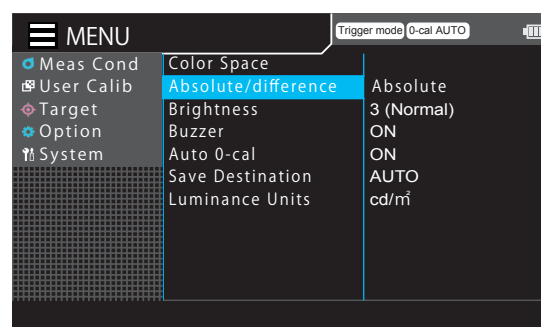 MENU
Trigger mode 0-cal AUTO
Meas Cond
User Calib
Target
Option
System
Color Space
Absolute/difference Absolute
Brightness 3 (Normal)
Buzzer ON
Auto 0-cal ON
Save Destination AUTO
Luminance Units cd/㎡